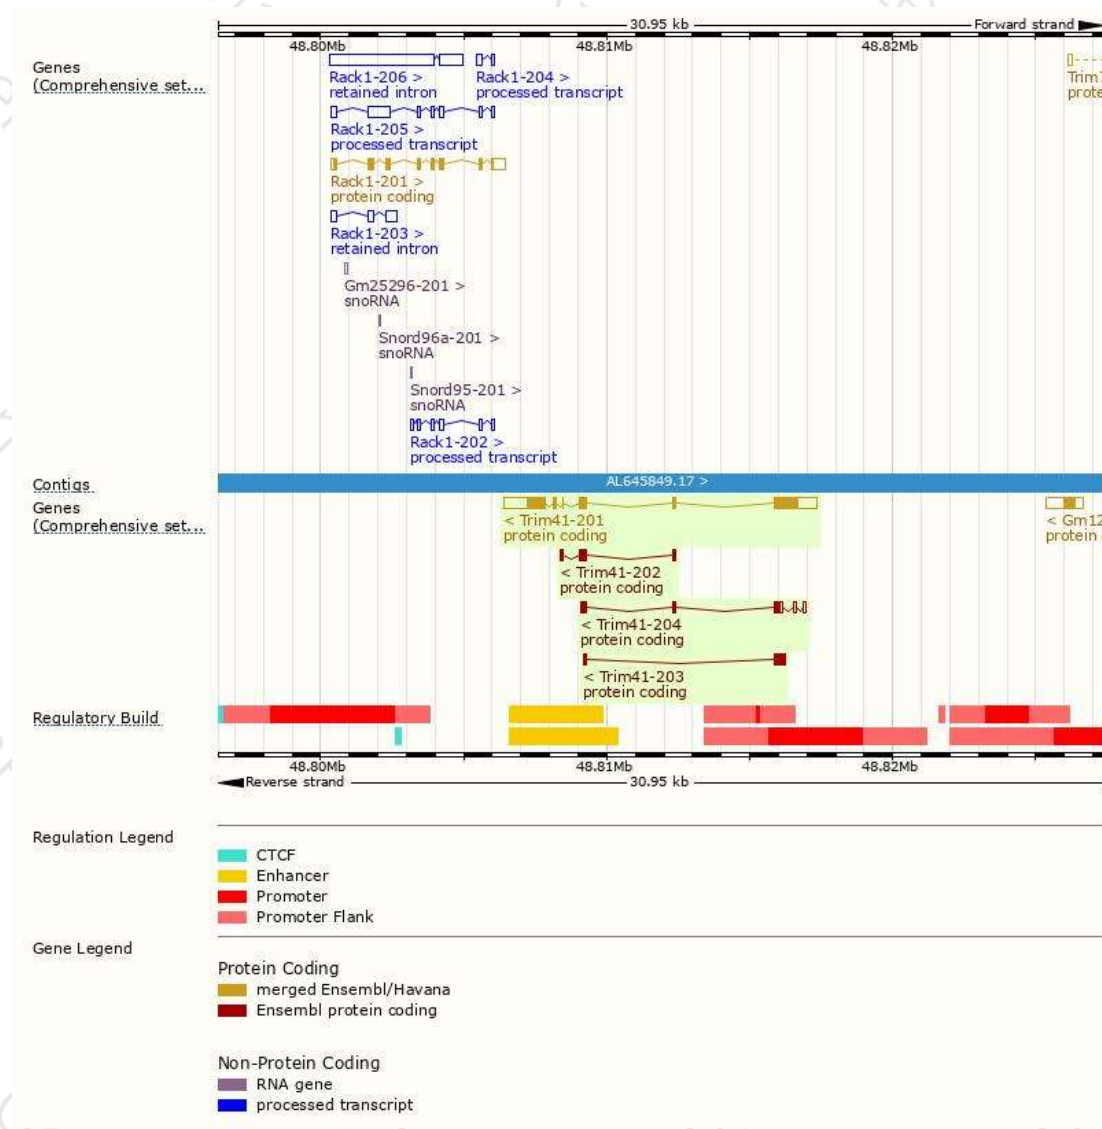 30.95 kb
Forward strand
48.80Mb 48.81Mb 48.82Mb
Genes
(Comprehensive set...
Rack1-206 > Rack1-204 >
retained intron processed transcript
Rack1-205 >
processed transcript
Rack1-201 >
protein coding
Rack1-203 >
retained intron
Gm25296-201 >
snoRNA
Snord96a-201 >
snoRNA
Snord95-201 >
snoRNA
Rack1-202 >
processed transcript
Contigs
AL645849.17 >
Genes
(Comprehensive set...
< Trim41-201 < Gm12
protein coding protein
< Trim41-202
protein coding
< Trim41-204
protein coding
< Trim41-203
protein coding
Regulatory Build
48.80Mb 48.81Mb 48.82Mb
Reverse strand 30.95 kb
Regulation Legend
CTCF
Enhancer
Promoter
Promoter Flank
Gene Legend
Protein Coding
merged Ensembl/Havana
Ensembl protein coding
Non-Protein Coding
RNA gene
processed transcript